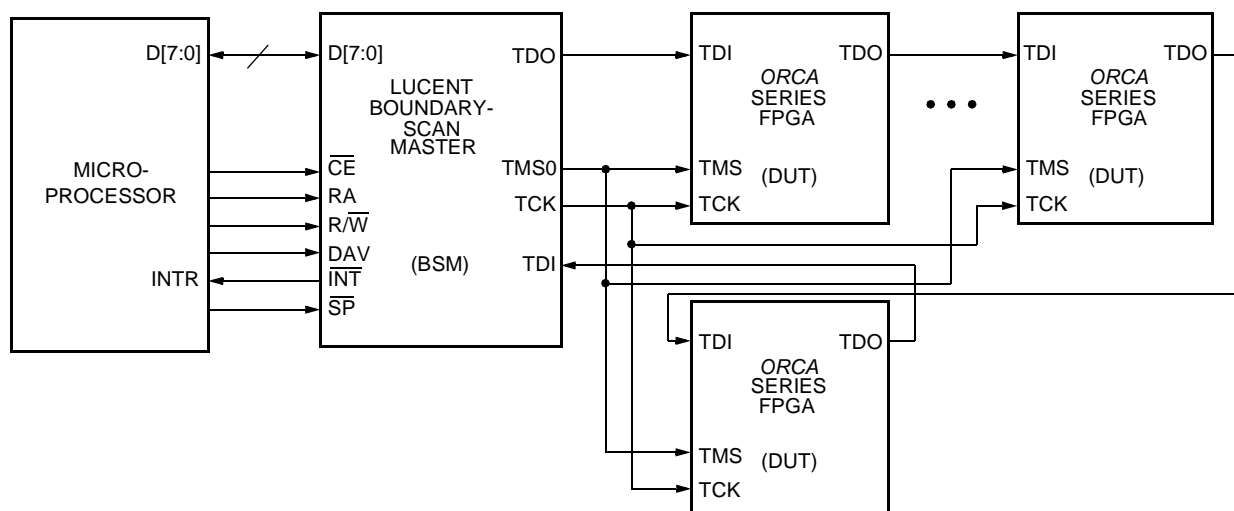 MICRO-
PROCESSOR
D[7:0]
INTR
D[7:0]
TDO
LUCENT
BOUNDARY-
SCAN
MASTER
TMS0
CE
RA
TCK
R/W
DAV
(BSM)
TDI
INT
SP
TDI
TDO
ORCA
SERIES
FPGA
TMS
(DUT)
TCK
• • •
TDI
TDO
ORCA
SERIES
FPGA
TMS
(DUT)
TCK
TDI
TDO
ORCA
SERIES
FPGA
TMS
(DUT)
TCK